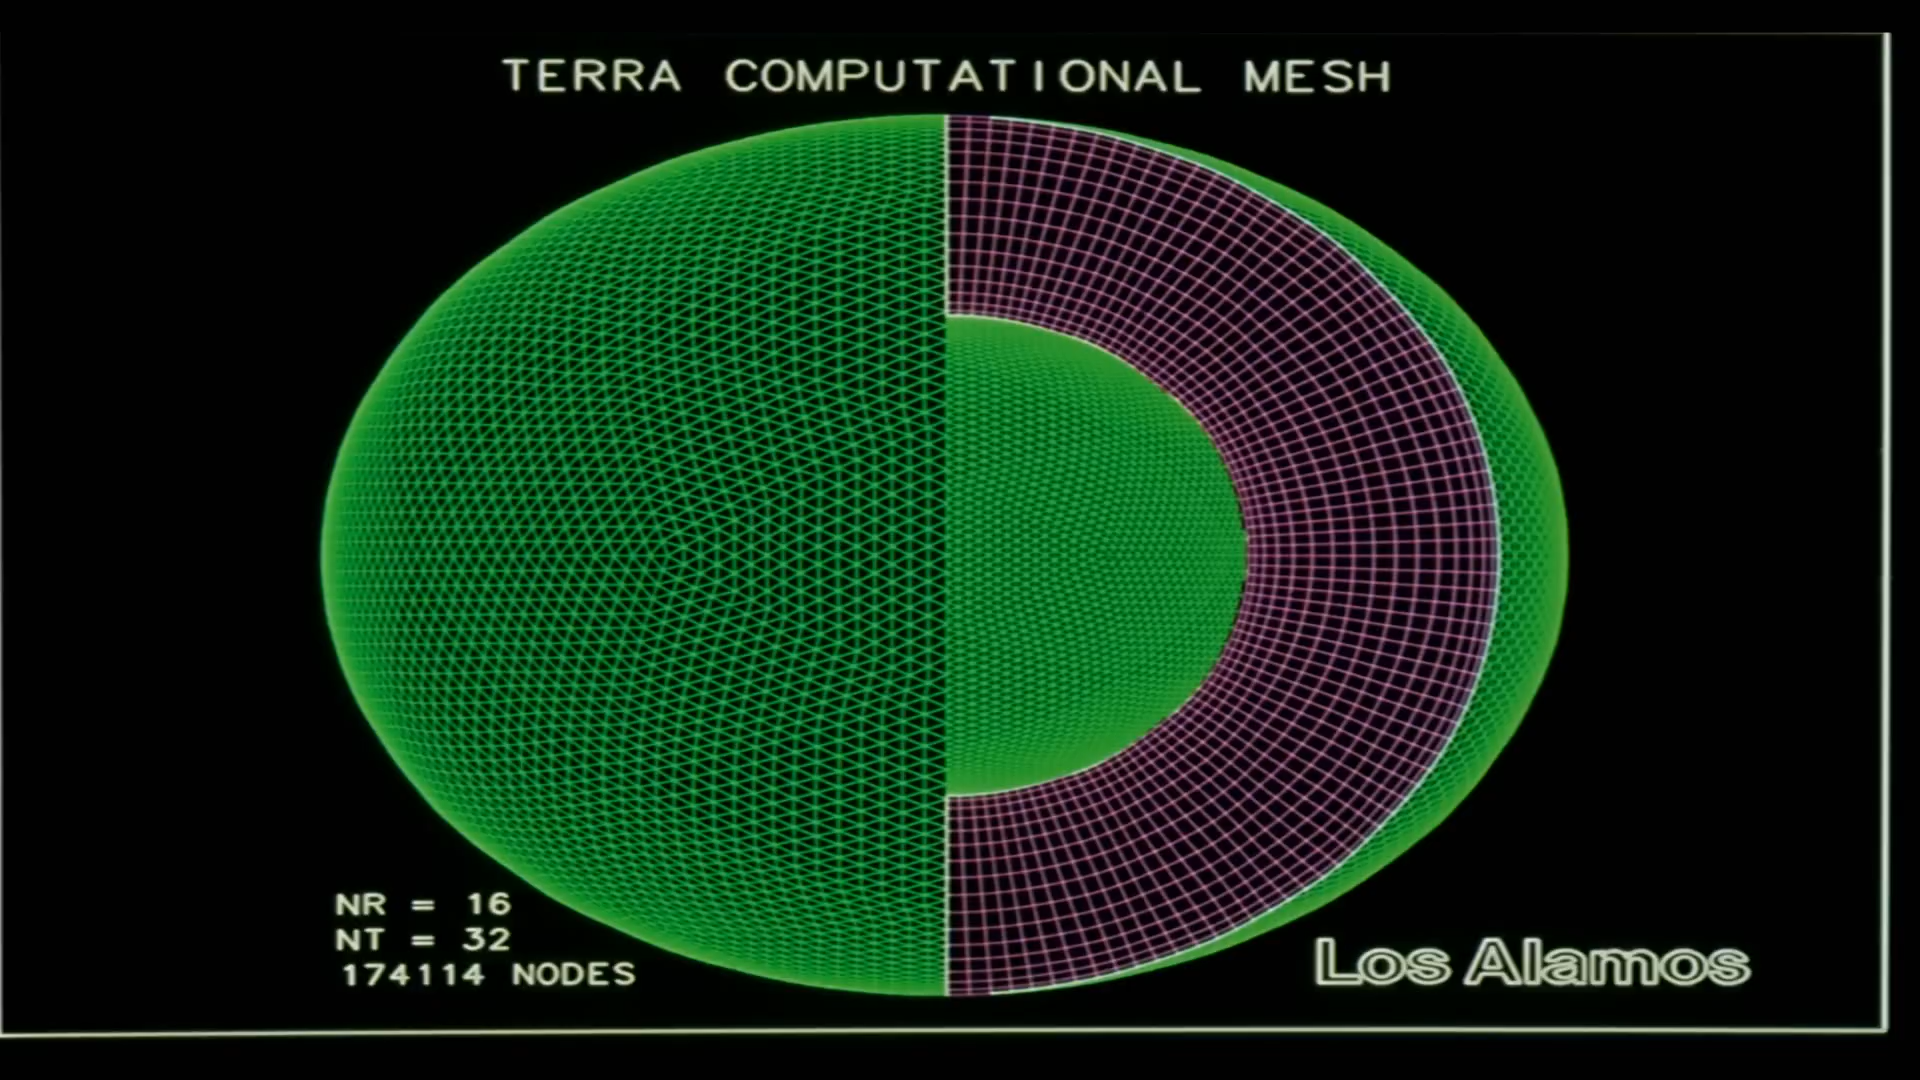 TERRA COMPUTATIONAL MESH
NR = 16
NT = 32
174114 NODES
Los Alamos